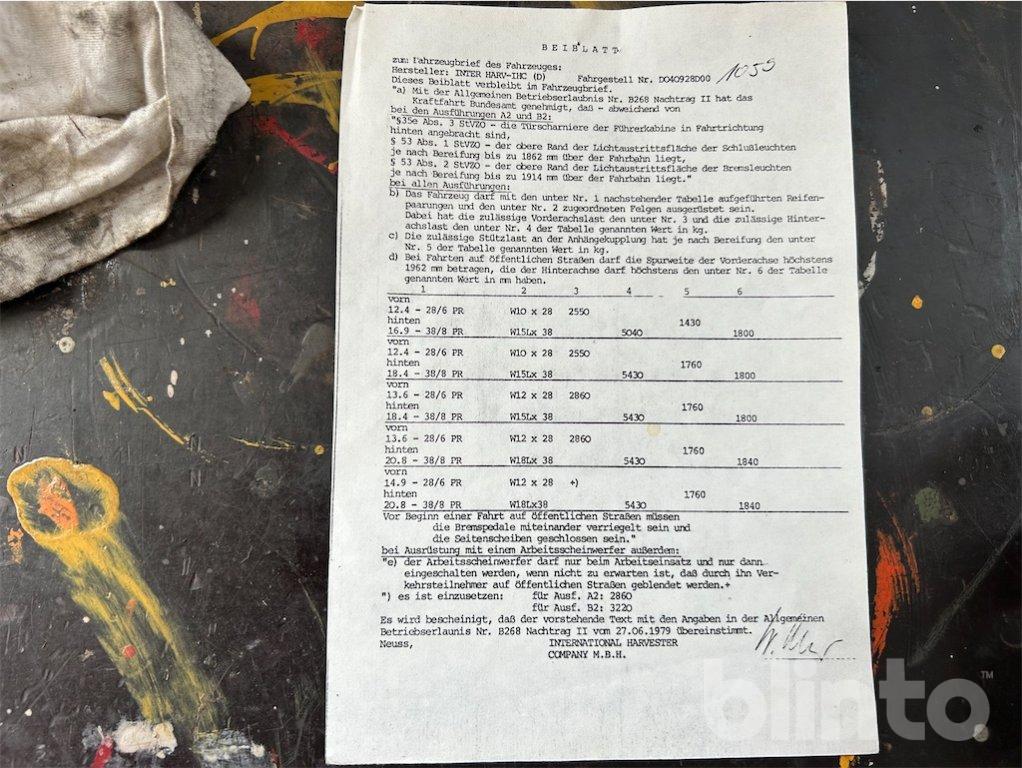 BEIBLATT
zum Fahrzeugbrief des Fahrzeuges:
Hersteller: INTER HARV-IHC (D) Fahrgestell Nr. DO40928D00 1055
Dieses Beiblatt verbleibt im Fahrzeugbrief.
"a) Mit der Allgemeinen Betriebserlaubnis Nr. B268 Nachtrag II hat das
Kraftfahrt Bundesamt genehmigt, daß - abweichend von
bei den Ausführungen A2 und B2:
"§35e Abs. 3 StVZO - die Türscharniere der Führerkabine in Fahrtrichtung
hinten angebracht sind,
§ 53 Abs. 1 StVZO - der obere Rand der Lichtaustrittsfläche der Schlußleuchten
je nach Bereifung bis zu 1862 mm über der Fahrbahn liegt,
§ 53 Abs. 2 StVZO - der obere Rand der Lichtaustrittsfläche der Bremsleuchten
je nach Bereifung bis zu 1914 mm über der Fahrbahn liegt."
bei allen Ausführungen:
b) Das Fahrzeug darf mit den unter Nr. 1 nachstehender Tabelle aufgeführten Reifen-
paarungen und den unter Nr. 2 zugeordneten Felgen ausgerüstet sein.
Dabei hat die zulässige Vorderachslast den unter Nr. 3 und die zulässige Hinter-
achslast den unter Nr. 4 der Tabelle genannten Wert in kg.
c) Die zulässige Stützlast an der Anhängekupplung hat je nach Bereifung den unter
Nr. 5 der Tabelle genannten Wert in kg.
d) Bei Fahrten auf öffentlichen Straßen darf die Spurweite der Vorderachse höchstens
1962 mm betragen, die der Hinterachse darf höchstens den unter Nr. 6 der Tabelle
genannten Wert in mm haben.
1 2 3 4 5 6
vorn
12.4 - 28/6 PR W10 x 28 2550
hinten 1430
16.9 - 38/8 PR W15Lx 38 5040 1800
vorn
12.4 - 28/6 PR W10 x 28 2550
hinten 1760
18.4 - 38/8 PR W15Lx 38 5430 1800
vorn
13.6 - 28/6 PR W12 x 28 2860
hinten 1760
18.4 - 38/8 PR W15Lx 38 5430 1800
vorn
13.6 - 28/6 PR W12 x 28 2860
hinten 1760
20.8 - 38/8 PR W18Lx 38 5430 1840
vorn
14.9 - 28/6 PR W12 x 28 +)
hinten 1760
20.8 - 38/8 PR W18Lx38 5430 1840
Vor Beginn einer Fahrt auf öffentlichen Straßen müssen
die Bremspedale miteinander verriegelt sein und
die Seitenscheiben geschlossen sein."
bei Ausrüstung mit einem Arbeitsscheinwerfer außerdem:
"e) der Arbeitsscheinwerfer darf nur beim Arbeitseinsatz und nur dann
eingeschalten werden, wenn nicht zu erwarten ist, daß durch ihn Ver-
kehrsteilnehmer auf öffentlichen Straßen geblendet werden.+
") es ist einzusetzen: für Ausf. A2: 2860
für Ausf. B2: 3220
Es wird bescheinigt, daß der vorstehende Text mit den Angaben in der Allgemeinen
Betriebserlaunis Nr. B268 Nachtrag II vom 27.06.1979 übereinstimmt.
Neuss, INTERNATIONAL HARVESTER
COMPANY M.B.H.
blinto™